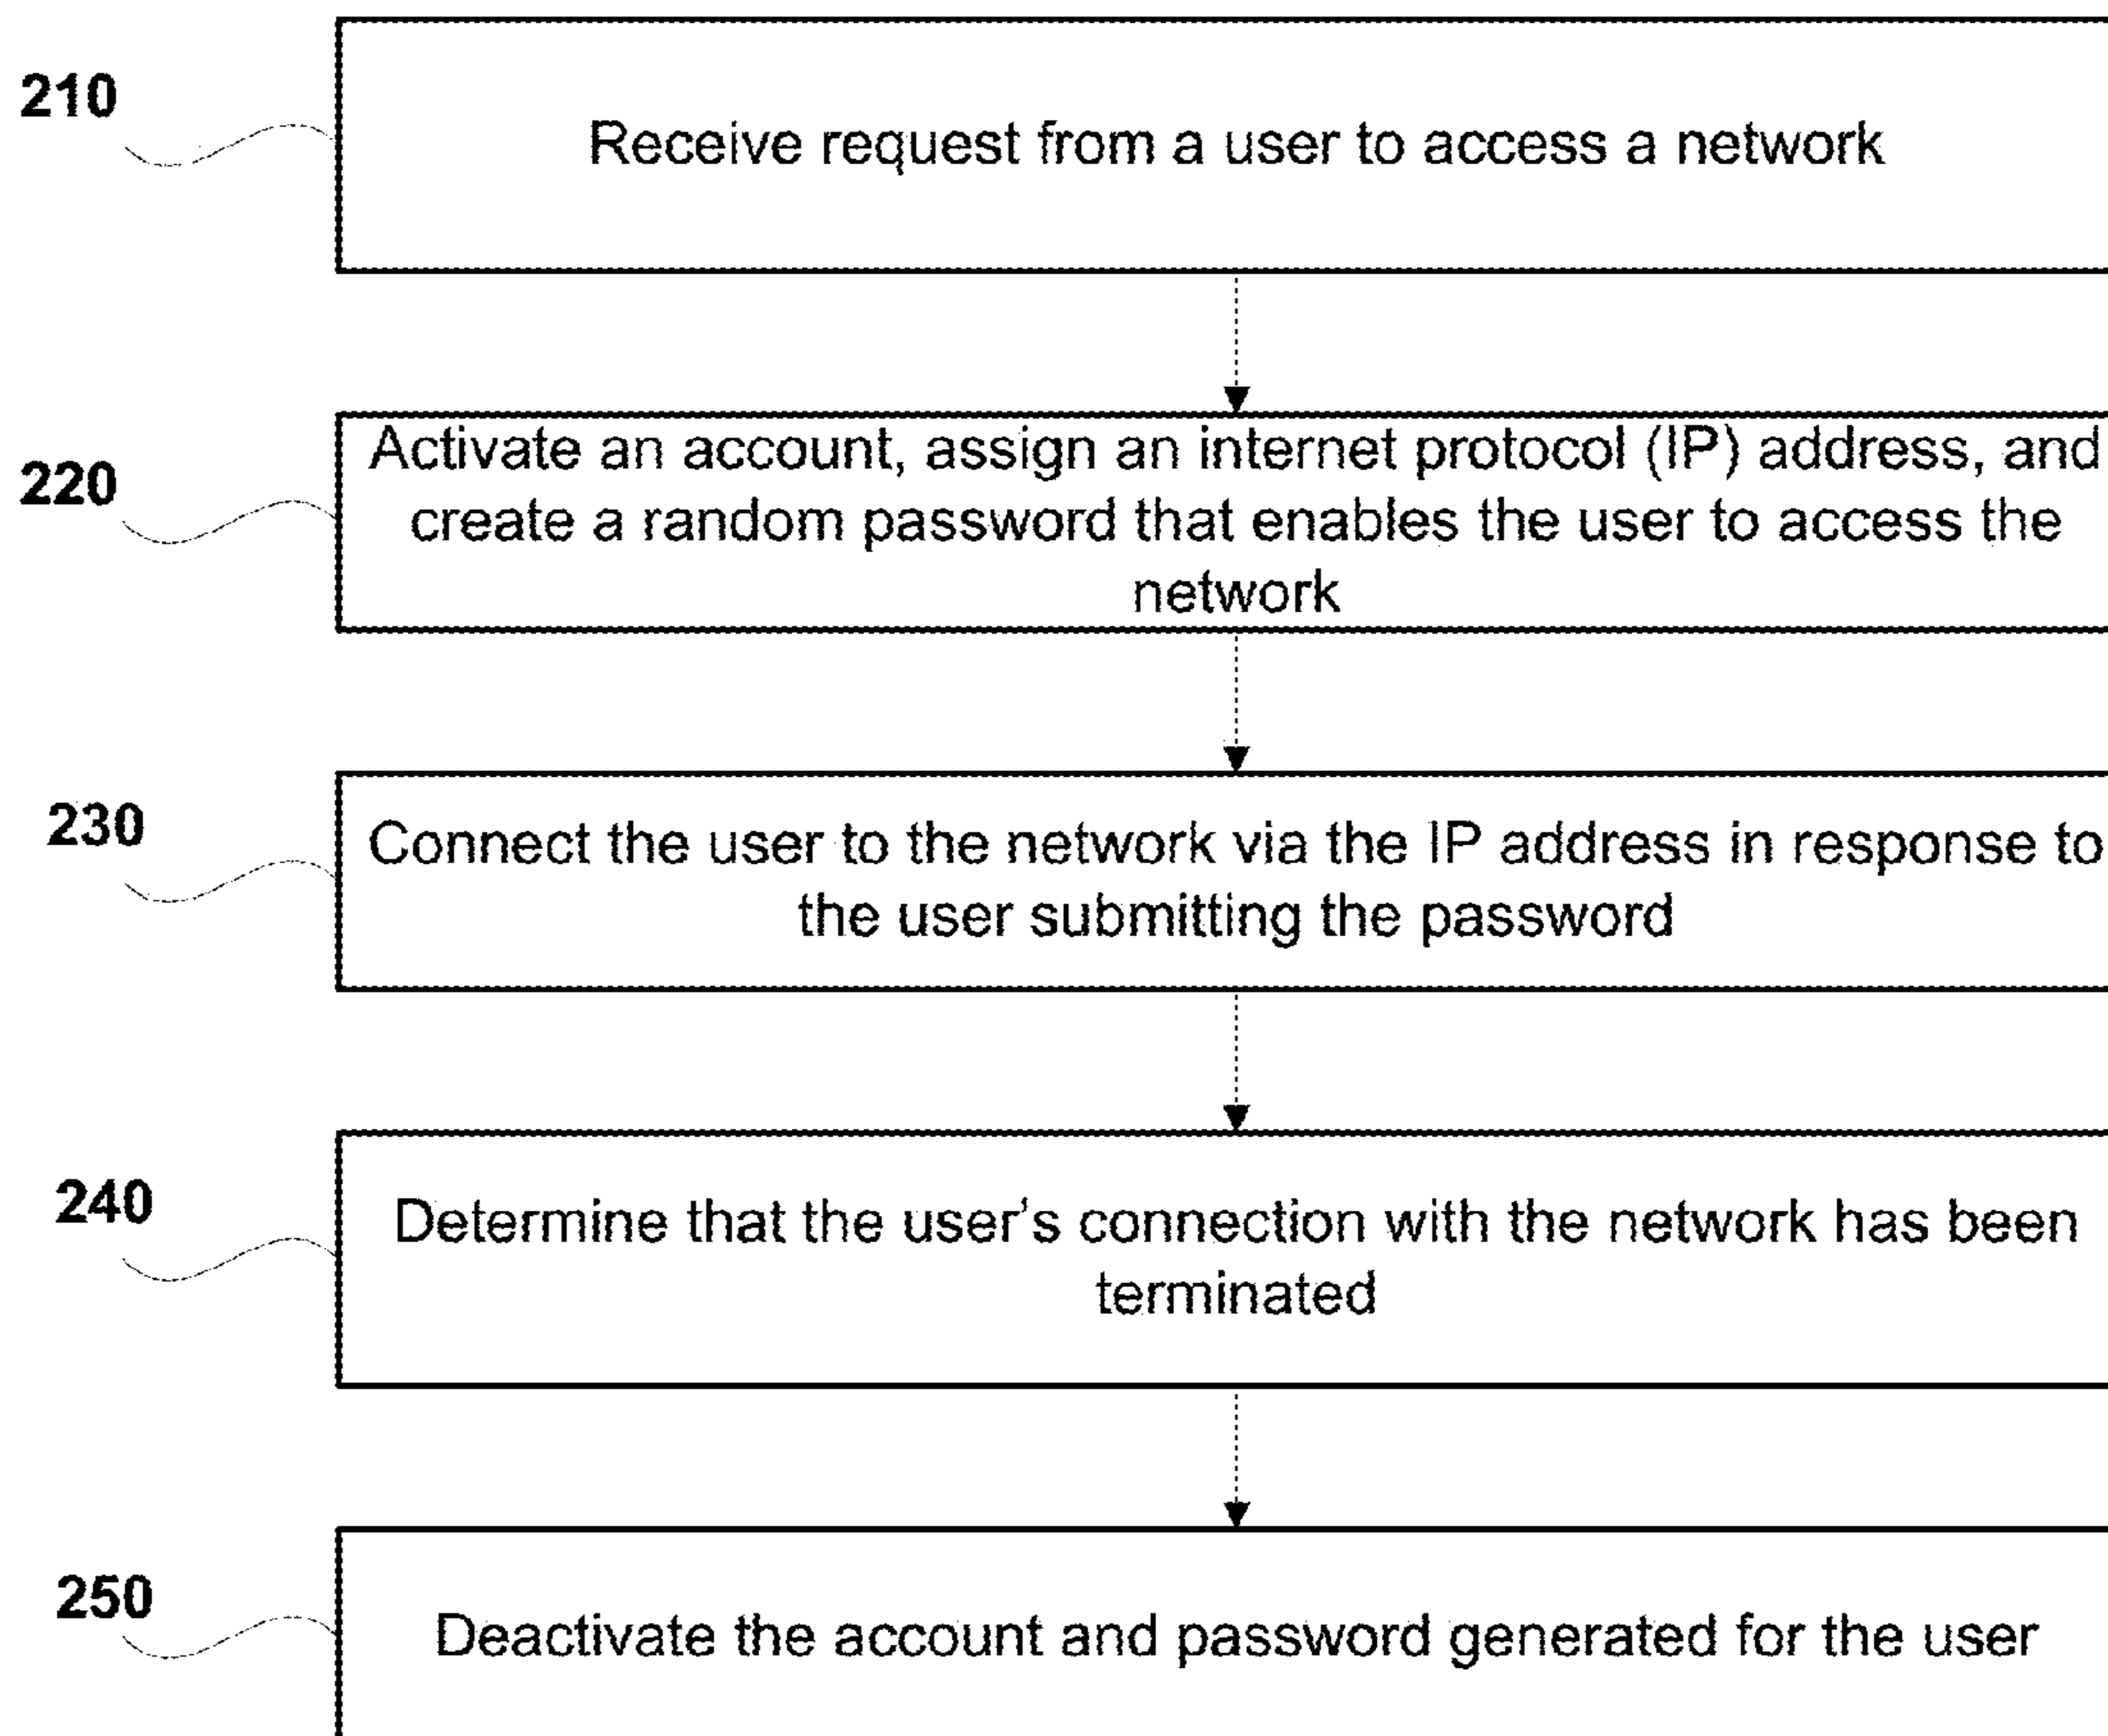 210
Receive request from a user to access a network
220
Activate an account, assign an internet protocol (IP) address, and
create a random password that enables the user to access the
network
230
Connect the user to the network via the IP address in response to
the user submitting the password
240
Determine that the user's connection with the network has been
terminated
250
Deactivate the account and password generated for the user